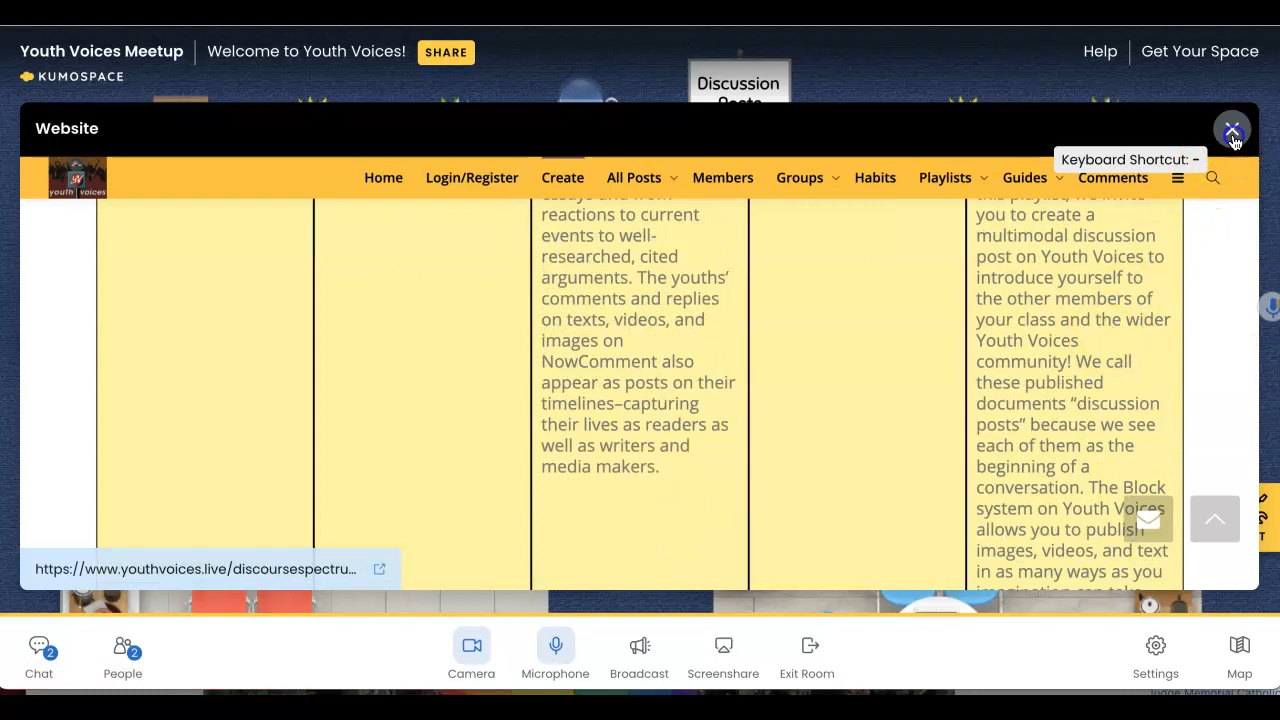 Youth Voices Meetup
Welcome to Youth Voices!
SHARE
Help
Get Your Space
KUMOSPACE
Discussion
Posts
Website
Keyboard Shortcut: -
youth voices
Home
Login/Register
Create
All Posts
Members
Groups
Habits
Playlists
Guides
Comments
reactions to current
events to well-
researched, cited
arguments. The youths’
comments and replies
on texts, videos, and
images on
NowComment also
appear as posts on their
timelines–capturing
their lives as readers as
well as writers and
media makers.
you to create a
multimodal discussion
post on Youth Voices to
introduce yourself to
the other members of
your class and the wider
Youth Voices
community! We call
these published
documents “discussion
posts” because we see
each of them as the
beginning of a
conversation. The Block
system on Youth Voices
allows you to publish
images, videos, and text
in as many ways as you
https://www.youthvoices.live/discoursespectru...
2
Chat
2
People
Camera
Microphone
Broadcast
Screenshare
Exit Room
Settings
Map